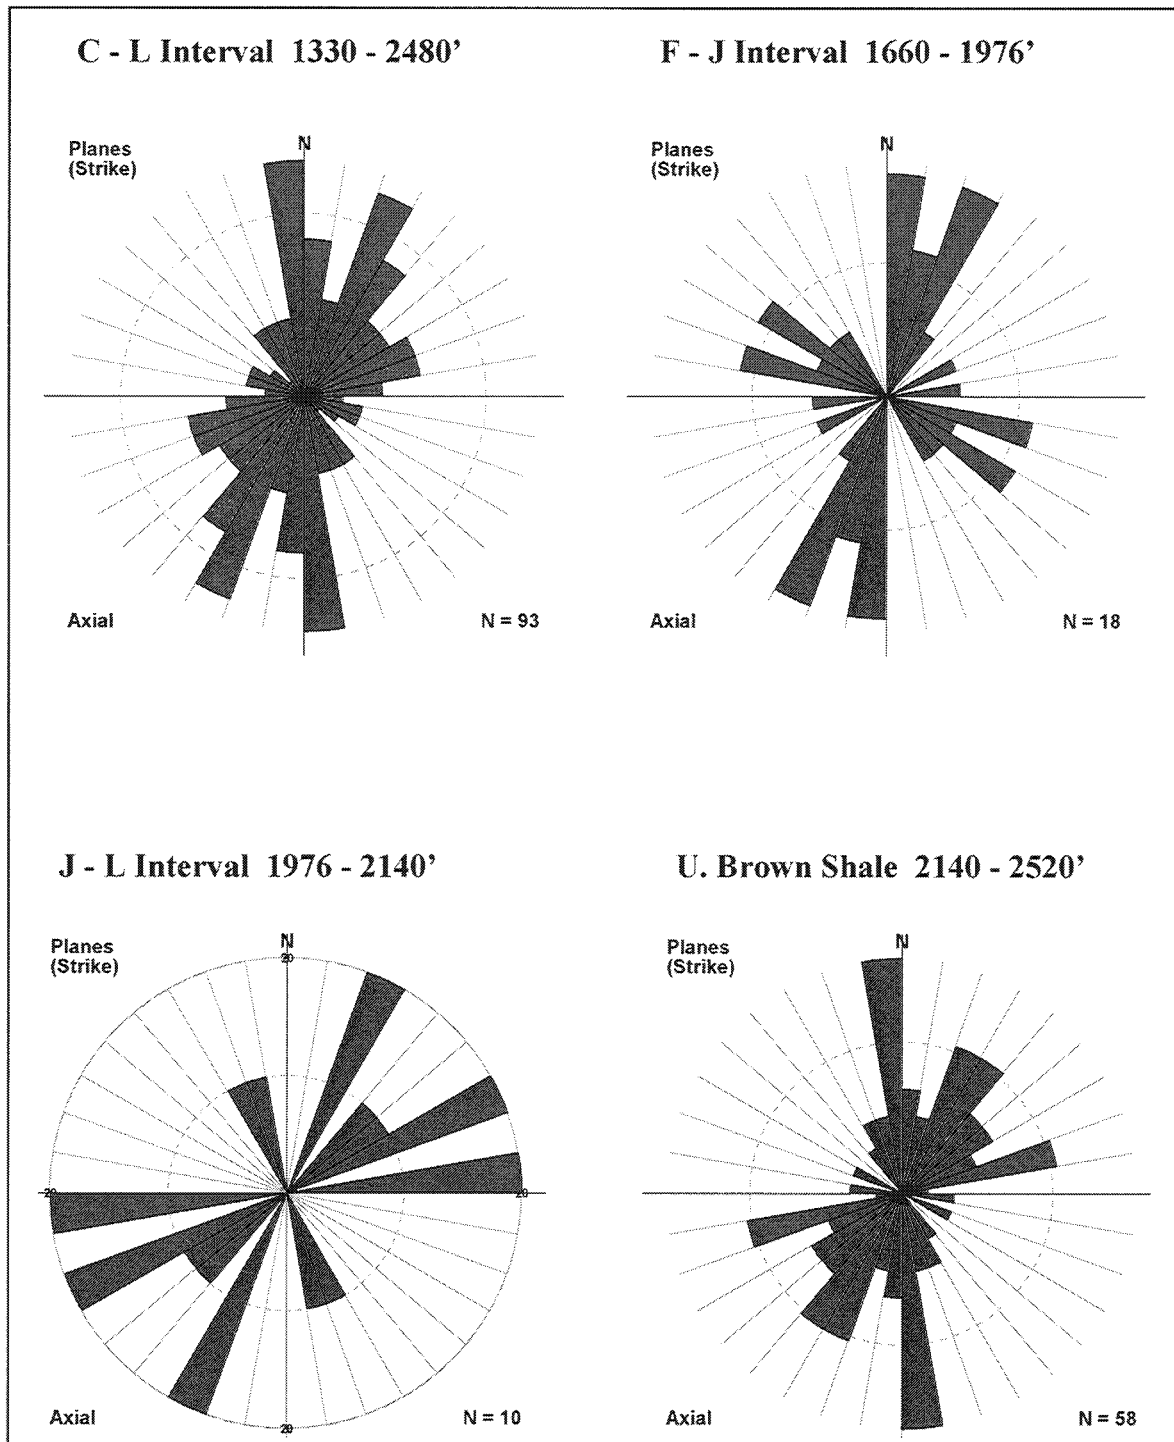 C - L Interval 1330 - 2480’
N
Planes
(Strike)
Axial
N = 93
F - J Interval 1660 - 1976’
N
Planes
(Strike)
Axial
N = 18
J - L Interval 1976 - 2140’
N
Planes
(Strike)
20
20
20
20
Axial
N = 10
U. Brown Shale 2140 - 2520’
N
Planes
(Strike)
Axial
N = 58